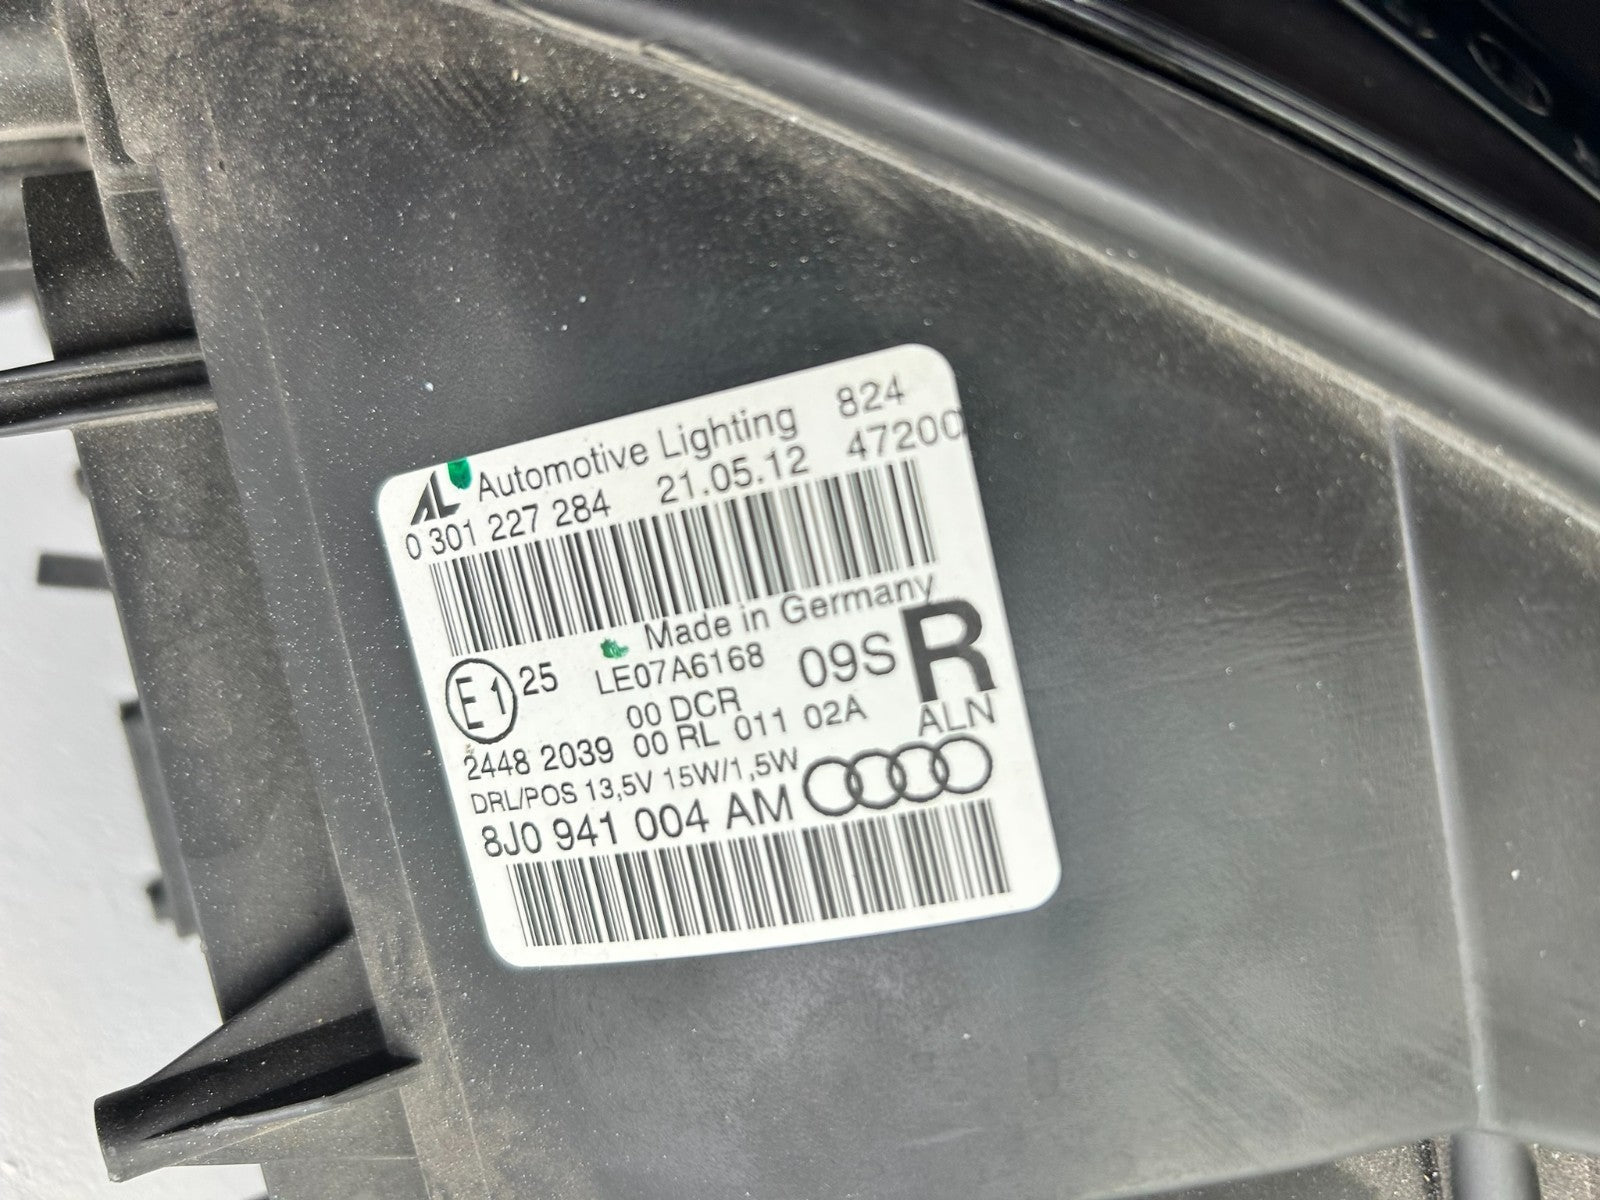 AL Automotive Lighting 824
0 301 227 284 21.05.12 47200
Made in Germany
E1 25 LE07A6168 09S R
00 DCR ALN
2448 2039 00 RL 011 02A
DRL/POS 13,5V 15W/1,5W
8J0 941 004 AM